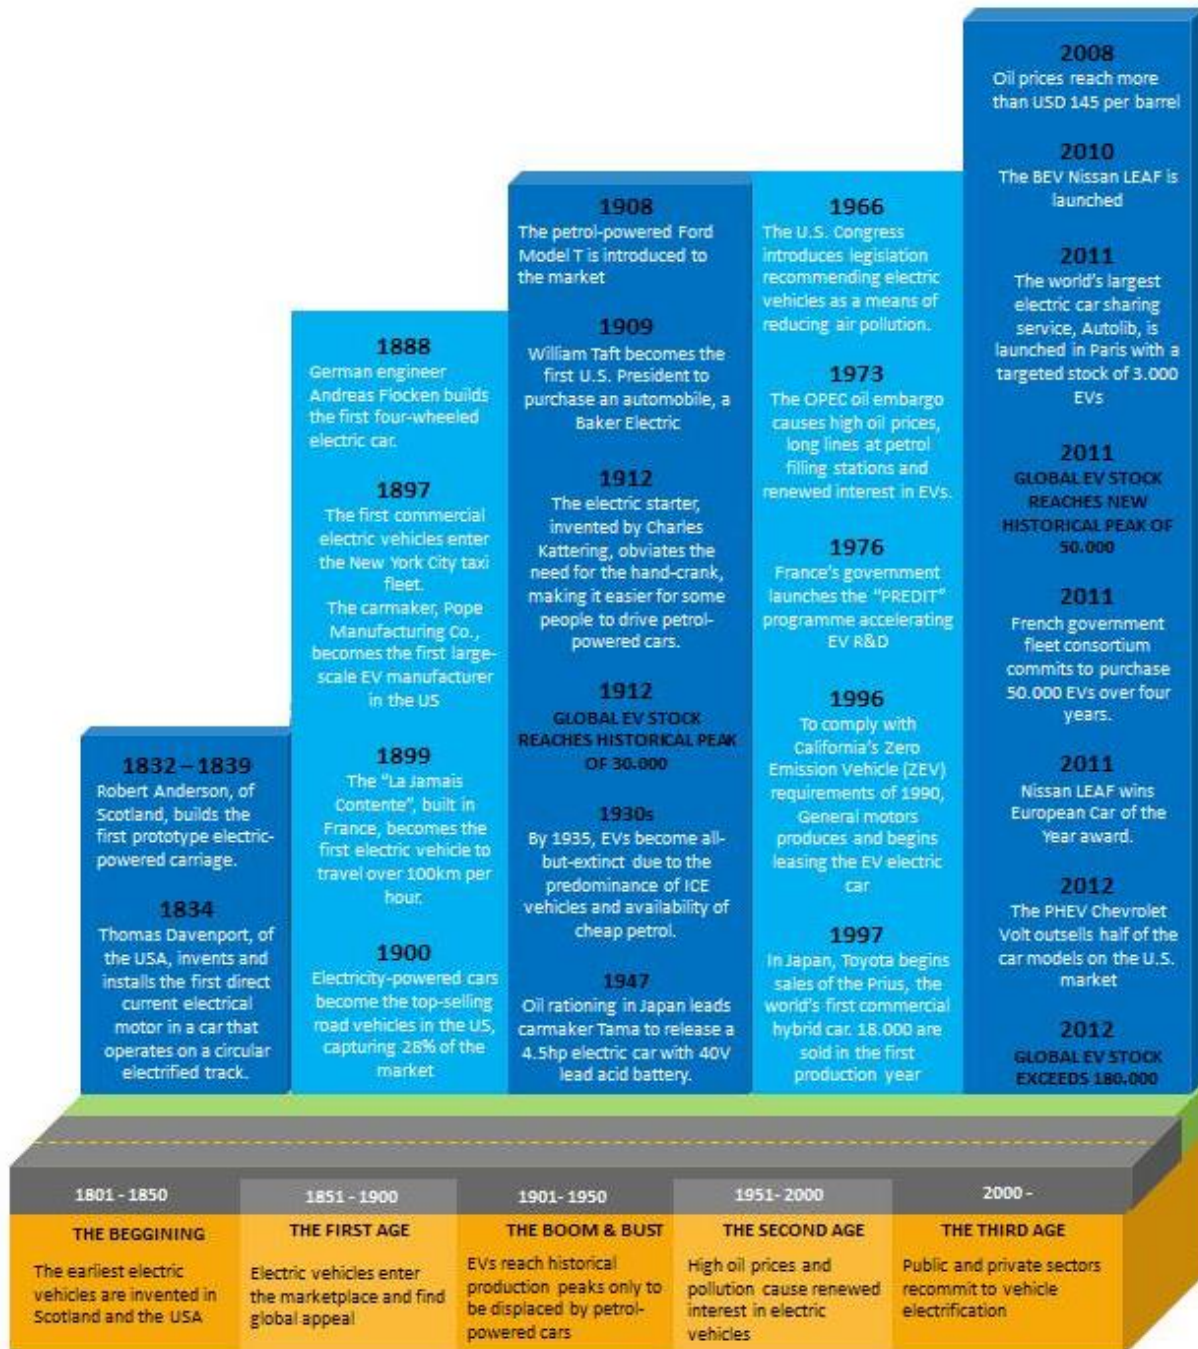 1832 – 1839
Robert Anderson, of
Scotland, builds the
first prototype electric-
powered carriage.
1834
Thomas Davenport, of
the USA, invents and
installs the first direct
current electrical
motor in a car that
operates on a circular
electrified track.
1888
German engineer
Andreas Flocken builds
the first four-wheeled
electric car.
1897
The first commercial
electric vehicles enter
the New York City taxi
fleet.
The carmaker, Pope
Manufacturing Co.,
becomes the first large-
scale EV manufacturer
in the US
1899
The "La Jamais
Contente", built in
France, becomes the
first electric vehicle to
travel over 100km per
hour.
1900
Electricity-powered cars
become the top-selling
road vehicles in the US,
capturing 28% of the
market
1908
The petrol-powered Ford
Model T is introduced to
the market
1909
William Taft becomes the
first U.S. President to
purchase an automobile, a
Baker Electric
1912
The electric starter,
invented by Charles
Kattering, obviates the
need for the hand-crank,
making it easier for some
people to drive petrol-
powered cars.
1912
GLOBAL EV STOCK
REACHES HISTORICAL PEAK
OF 30.000
1930s
By 1935, EVs become all-
but-extinct due to the
predominance of ICE
vehicles and availability of
cheap petrol.
1947
Oil rationing in Japan leads
carmaker Tama to release a
4.5hp electric car with 40V
lead acid battery.
1966
The U.S. Congress
introduces legislation
recommending electric
vehicles as a means of
reducing air pollution.
1973
The OPEC oil embargo
causes high oil prices,
long lines at petrol
filling stations and
renewed interest in EVs.
1976
France's government
launches the "PREDIT"
programme accelerating
EV R&D
1996
To comply with
California's Zero
Emission Vehicle (ZEV)
requirements of 1990,
General motors
produces and begins
leasing the EV electric
car
1997
In Japan, Toyota begins
sales of the Prius, the
world's first commercial
hybrid car. 18.000 are
sold in the first
production year
2008
Oil prices reach more
than USD 145 per barrel
2010
The BEV Nissan LEAF is
launched
2011
The world's largest
electric car sharing
service, Autolib, is
launched in Paris with a
targeted stock of 3.000
EVs
2011
GLOBAL EV STOCK
REACHES NEW
HISTORICAL PEAK OF
50.000
2011
French government
fleet consortium
commits to purchase
50.000 EVs over four
years.
2011
Nissan LEAF wins
European Car of the
Year award.
2012
The PHEV Chevrolet
Volt outsells half of the
car models on the U.S.
market
2012
GLOBAL EV STOCK
EXCEEDS 180.000
1801 - 1850
THE BEGGINING
The earliest electric
vehicles are invented in
Scotland and the USA
1851 - 1900
THE FIRST AGE
Electric vehicles enter
the marketplace and find
global appeal
1901- 1950
THE BOOM & BUST
EVs reach historical
production peaks only to
be displaced by petrol-
powered cars
1951- 2000
THE SECOND AGE
High oil prices and
pollution cause renewed
interest in electric
vehicles
2000 -
THE THIRD AGE
Public and private sectors
recommit to vehicle
electrification